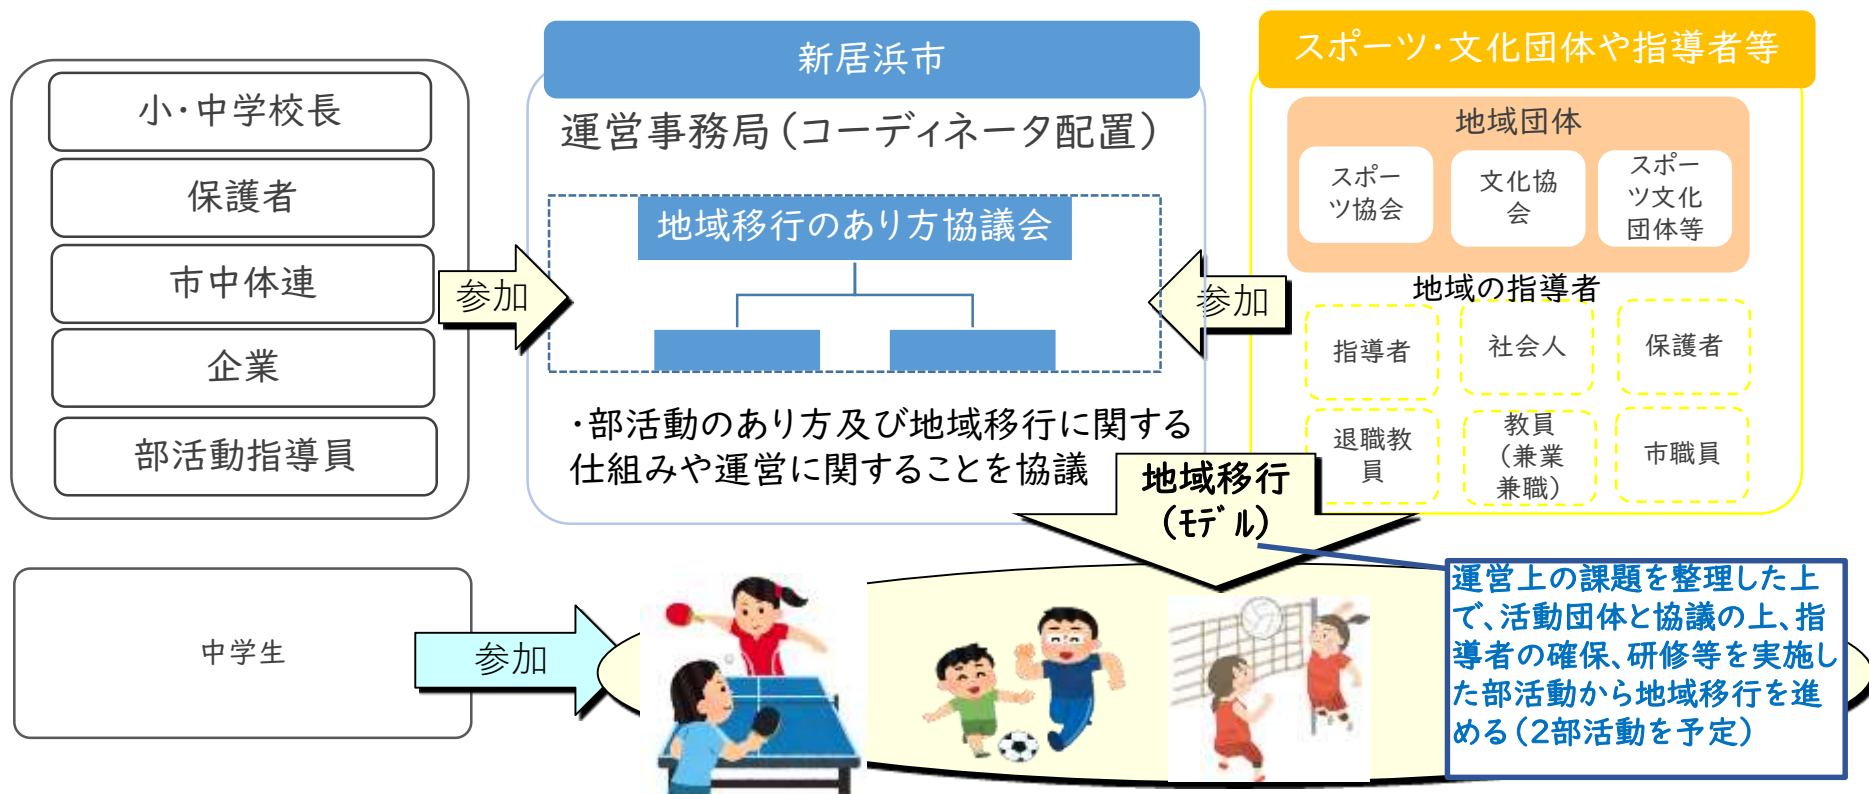 小・中学校長
保護者
市中体連
企業
部活動指導員
参加
新居浜市
運営事務局（コーディネータ配置）
地域移行のあり方協議会
・部活動のあり方及び地域移行に関する
仕組みや運営に関することを協議
参加
スポーツ・文化団体や指導者等
地域団体
スポー
ツ協会
文化協
会
スポー
ツ文化
団体等
地域の指導者
指導者
社会人
保護者
退職教
員
教員
（兼業
兼職）
市職員
地域移行
（ﾓﾃﾞﾙ）
中学生
参加
運営上の課題を整理した上
で、活動団体と協議の上、指
導者の確保、研修等を実施し
た部活動から地域移行を進
める（2部活動を予定）